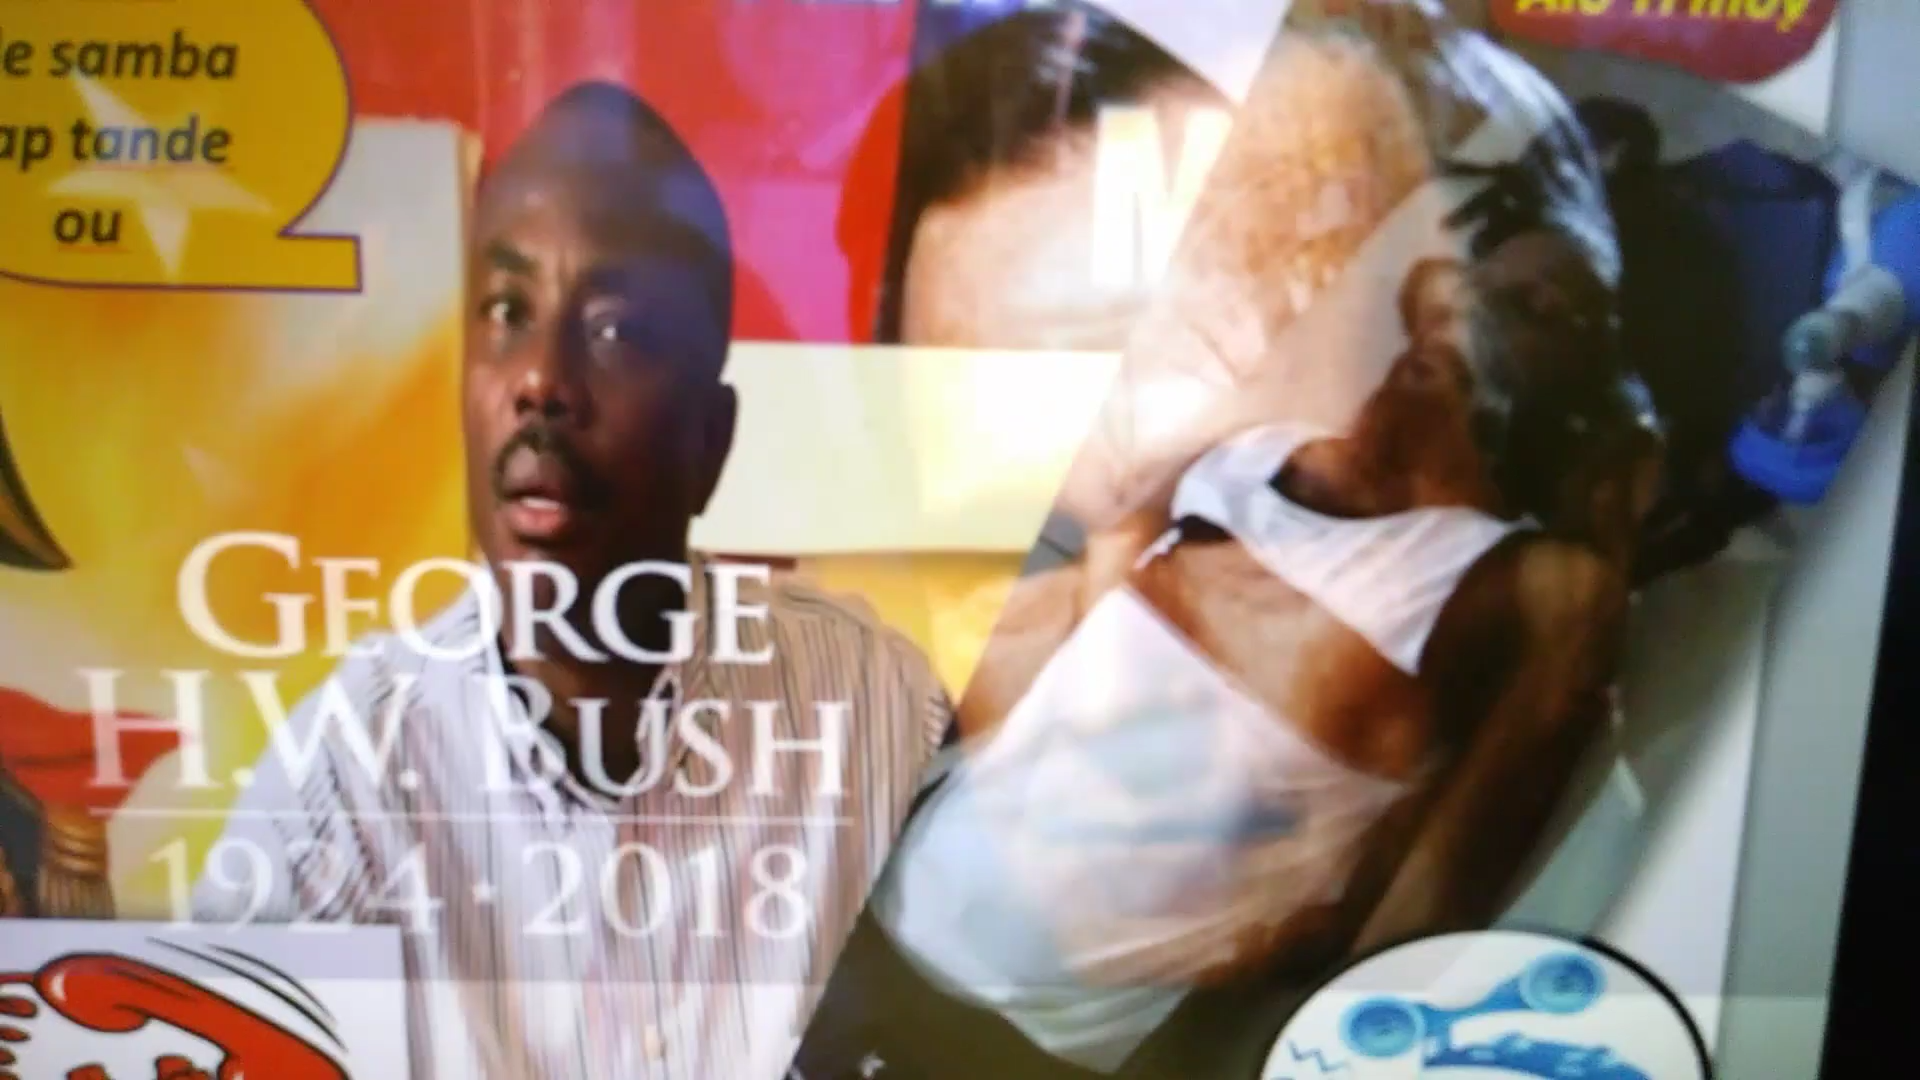 le samba
ap tande
ou
GEORGE
H.W. BUSH
1924 · 2018